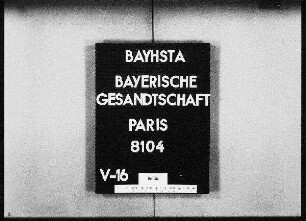 BAYHSTA
BAYERISCHE
GESANDTSCHAFT
PARIS
8104
V-16